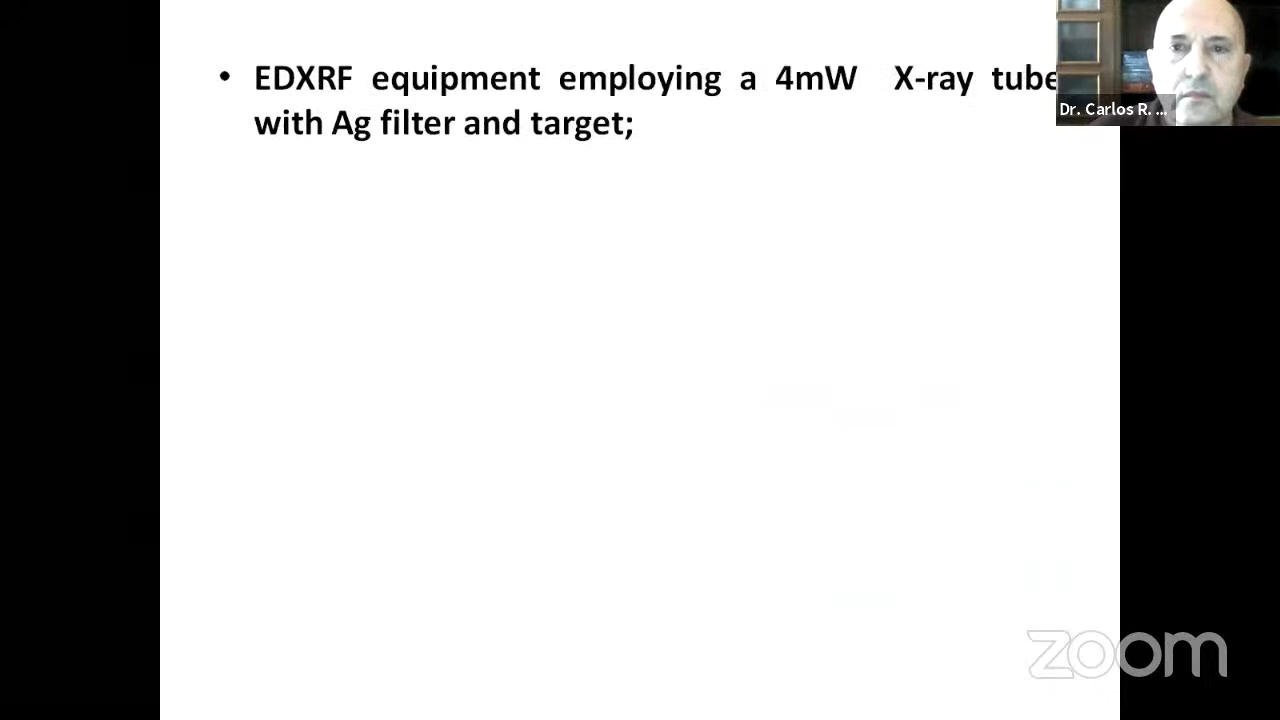 • EDXRF equipment employing a 4mW X-ray tube
with Ag filter and target;
Dr. Carlos R. ...
zoom